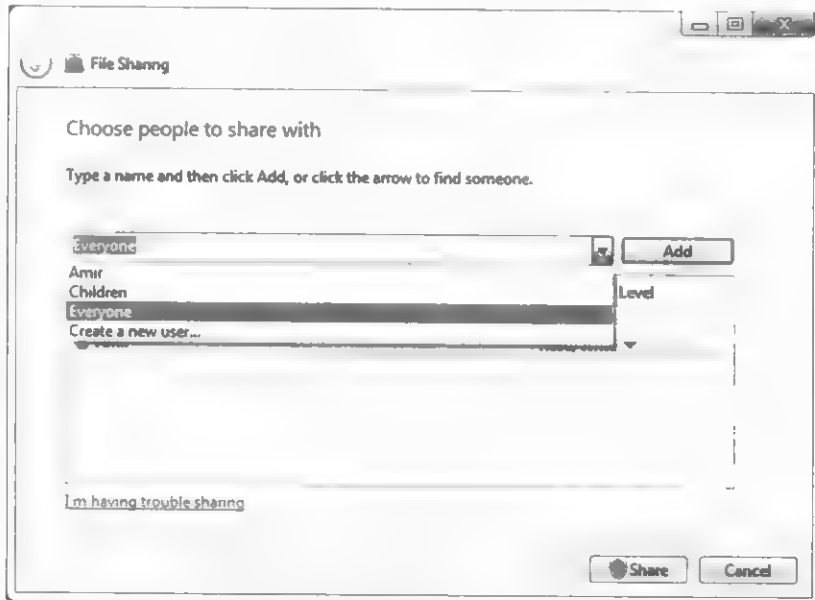 File Sharing
Choose people to share with
Type a name and then click Add, or click the arrow to find someone.
Everyone
Add
Amir
Children
Level
Everyone
Create a new user...
I'm having trouble sharing
Share
Cancel